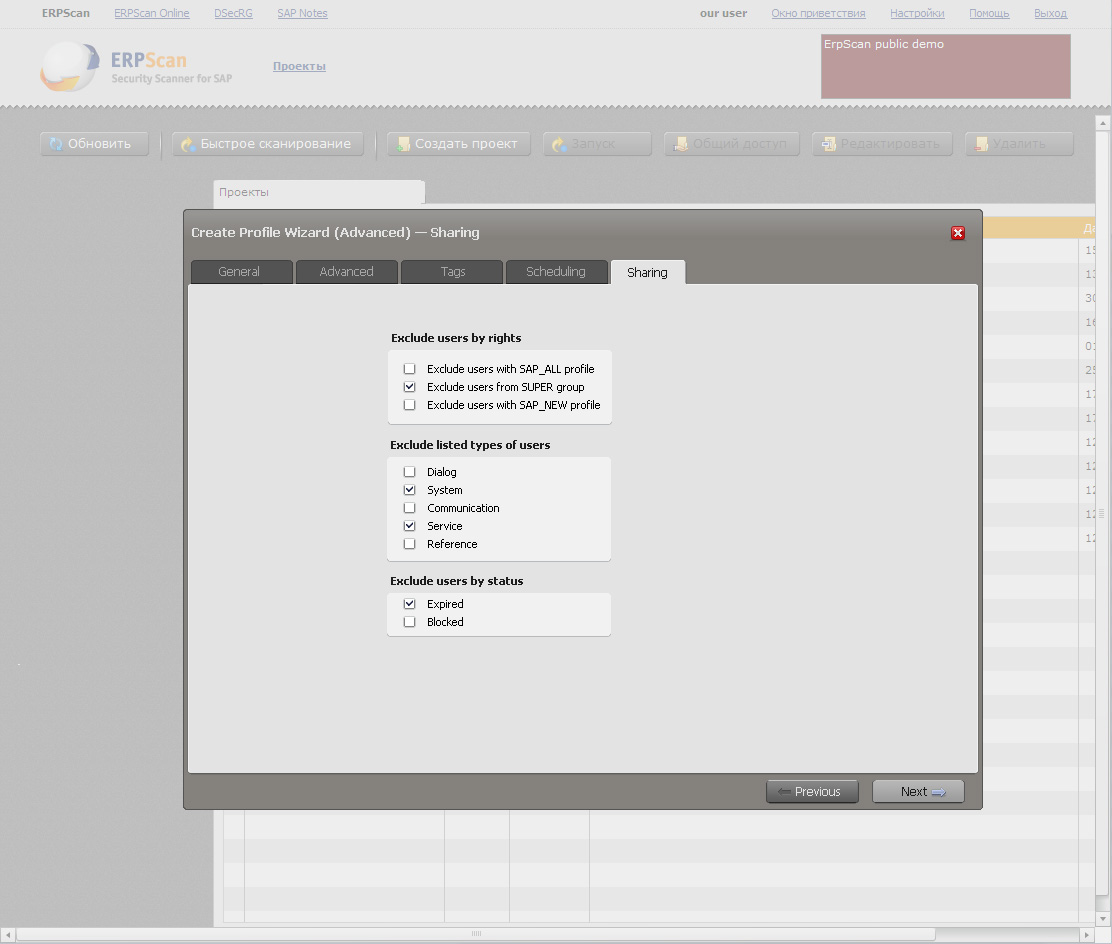 ERPScan ERPScan Online DSecRG SAP Notes our user Окно приветствия Настройки Помощь Выход
ErpScan public demo
ERPScan
Security Scanner for SAP
Проекты
Обновить Быстрое сканирование Создать проект Запуск Общий доступ Редактировать Удалить
Проекты
Create Profile Wizard (Advanced) — Sharing
General Advanced Tags Scheduling Sharing
Exclude users by rights
Exclude users with SAP_ALL profile
Exclude users from SUPER group
Exclude users with SAP_NEW profile
Exclude listed types of users
Dialog
System
Communication
Service
Reference
Exclude users by status
Expired
Blocked
Previous Next
Да
15
13
30
16
01
25
17
17
12
12
12
12
12